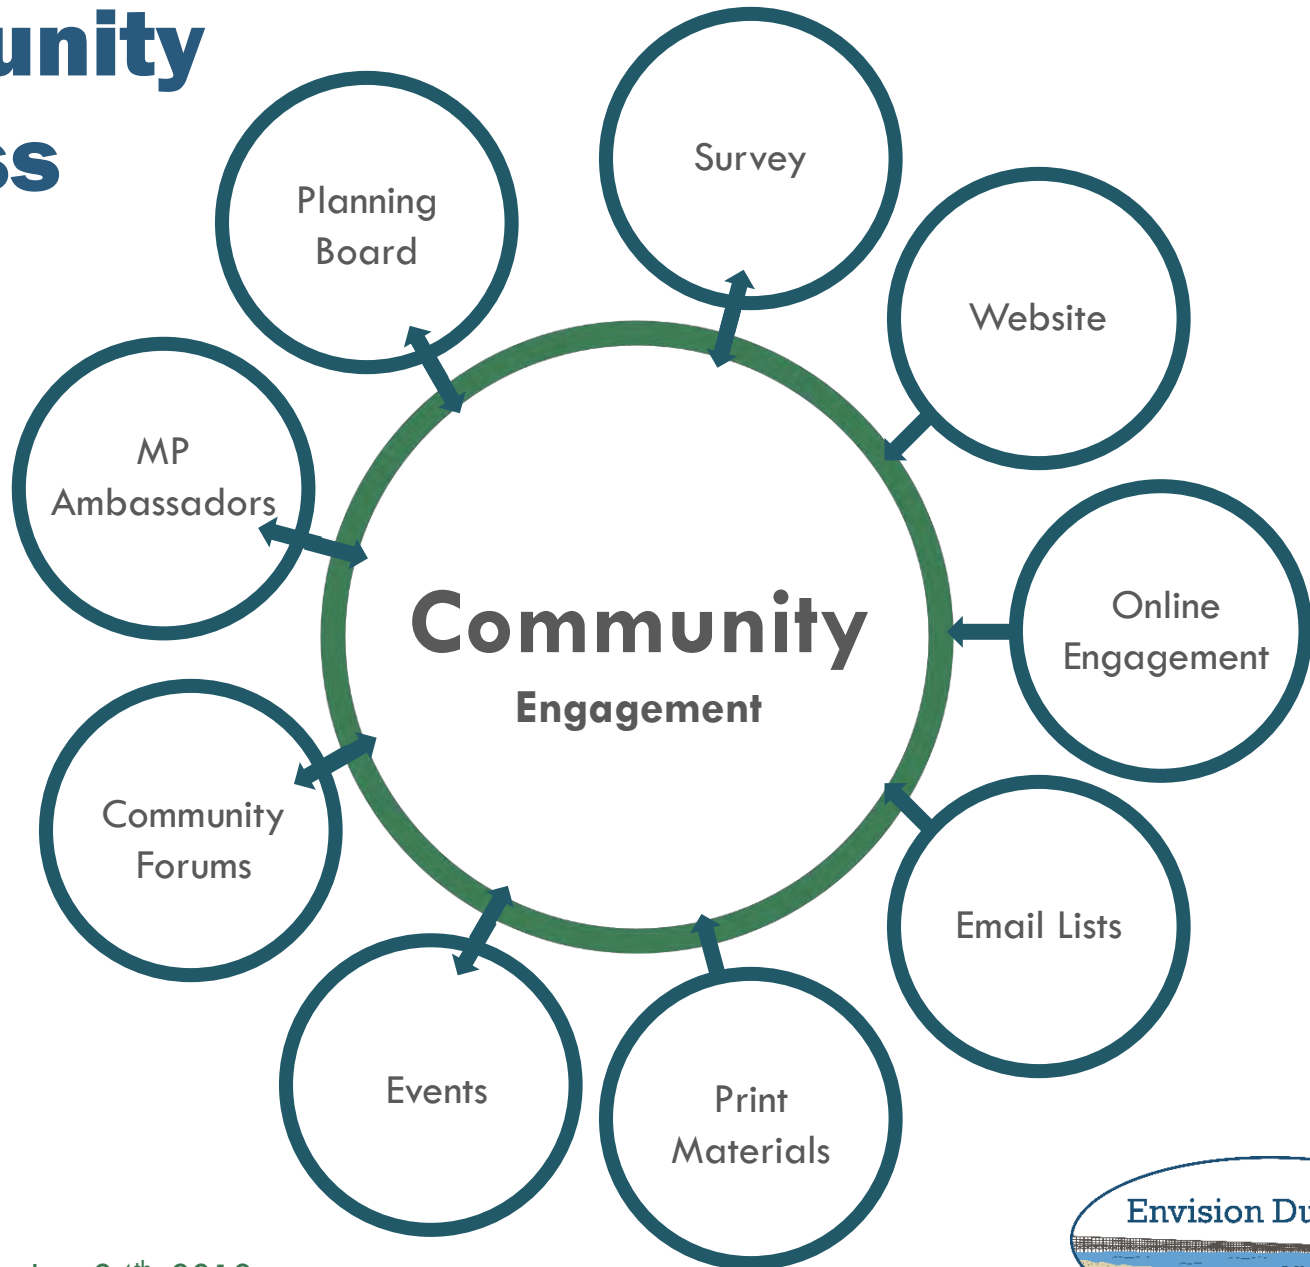 unity
ss
Survey
Planning
Board
Website
MP
Ambassadors
Online
Engagement
Community
Engagement
Community
Forums
Email Lists
Events
Print
Materials
Envision Du